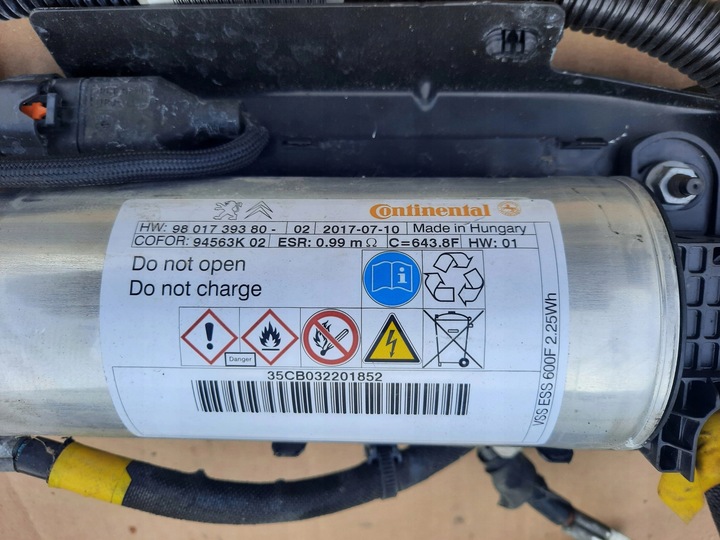 Continental
HW: 98 017 393 80 - 02 2017-07-10 Made in Hungary
COFOR: 94563K 02 ESR: 0.99 mΩ C=643.8F HW: 01
Do not open
Do not charge
Danger
35CB032201852
VSS ESS 600F 2.25Wh